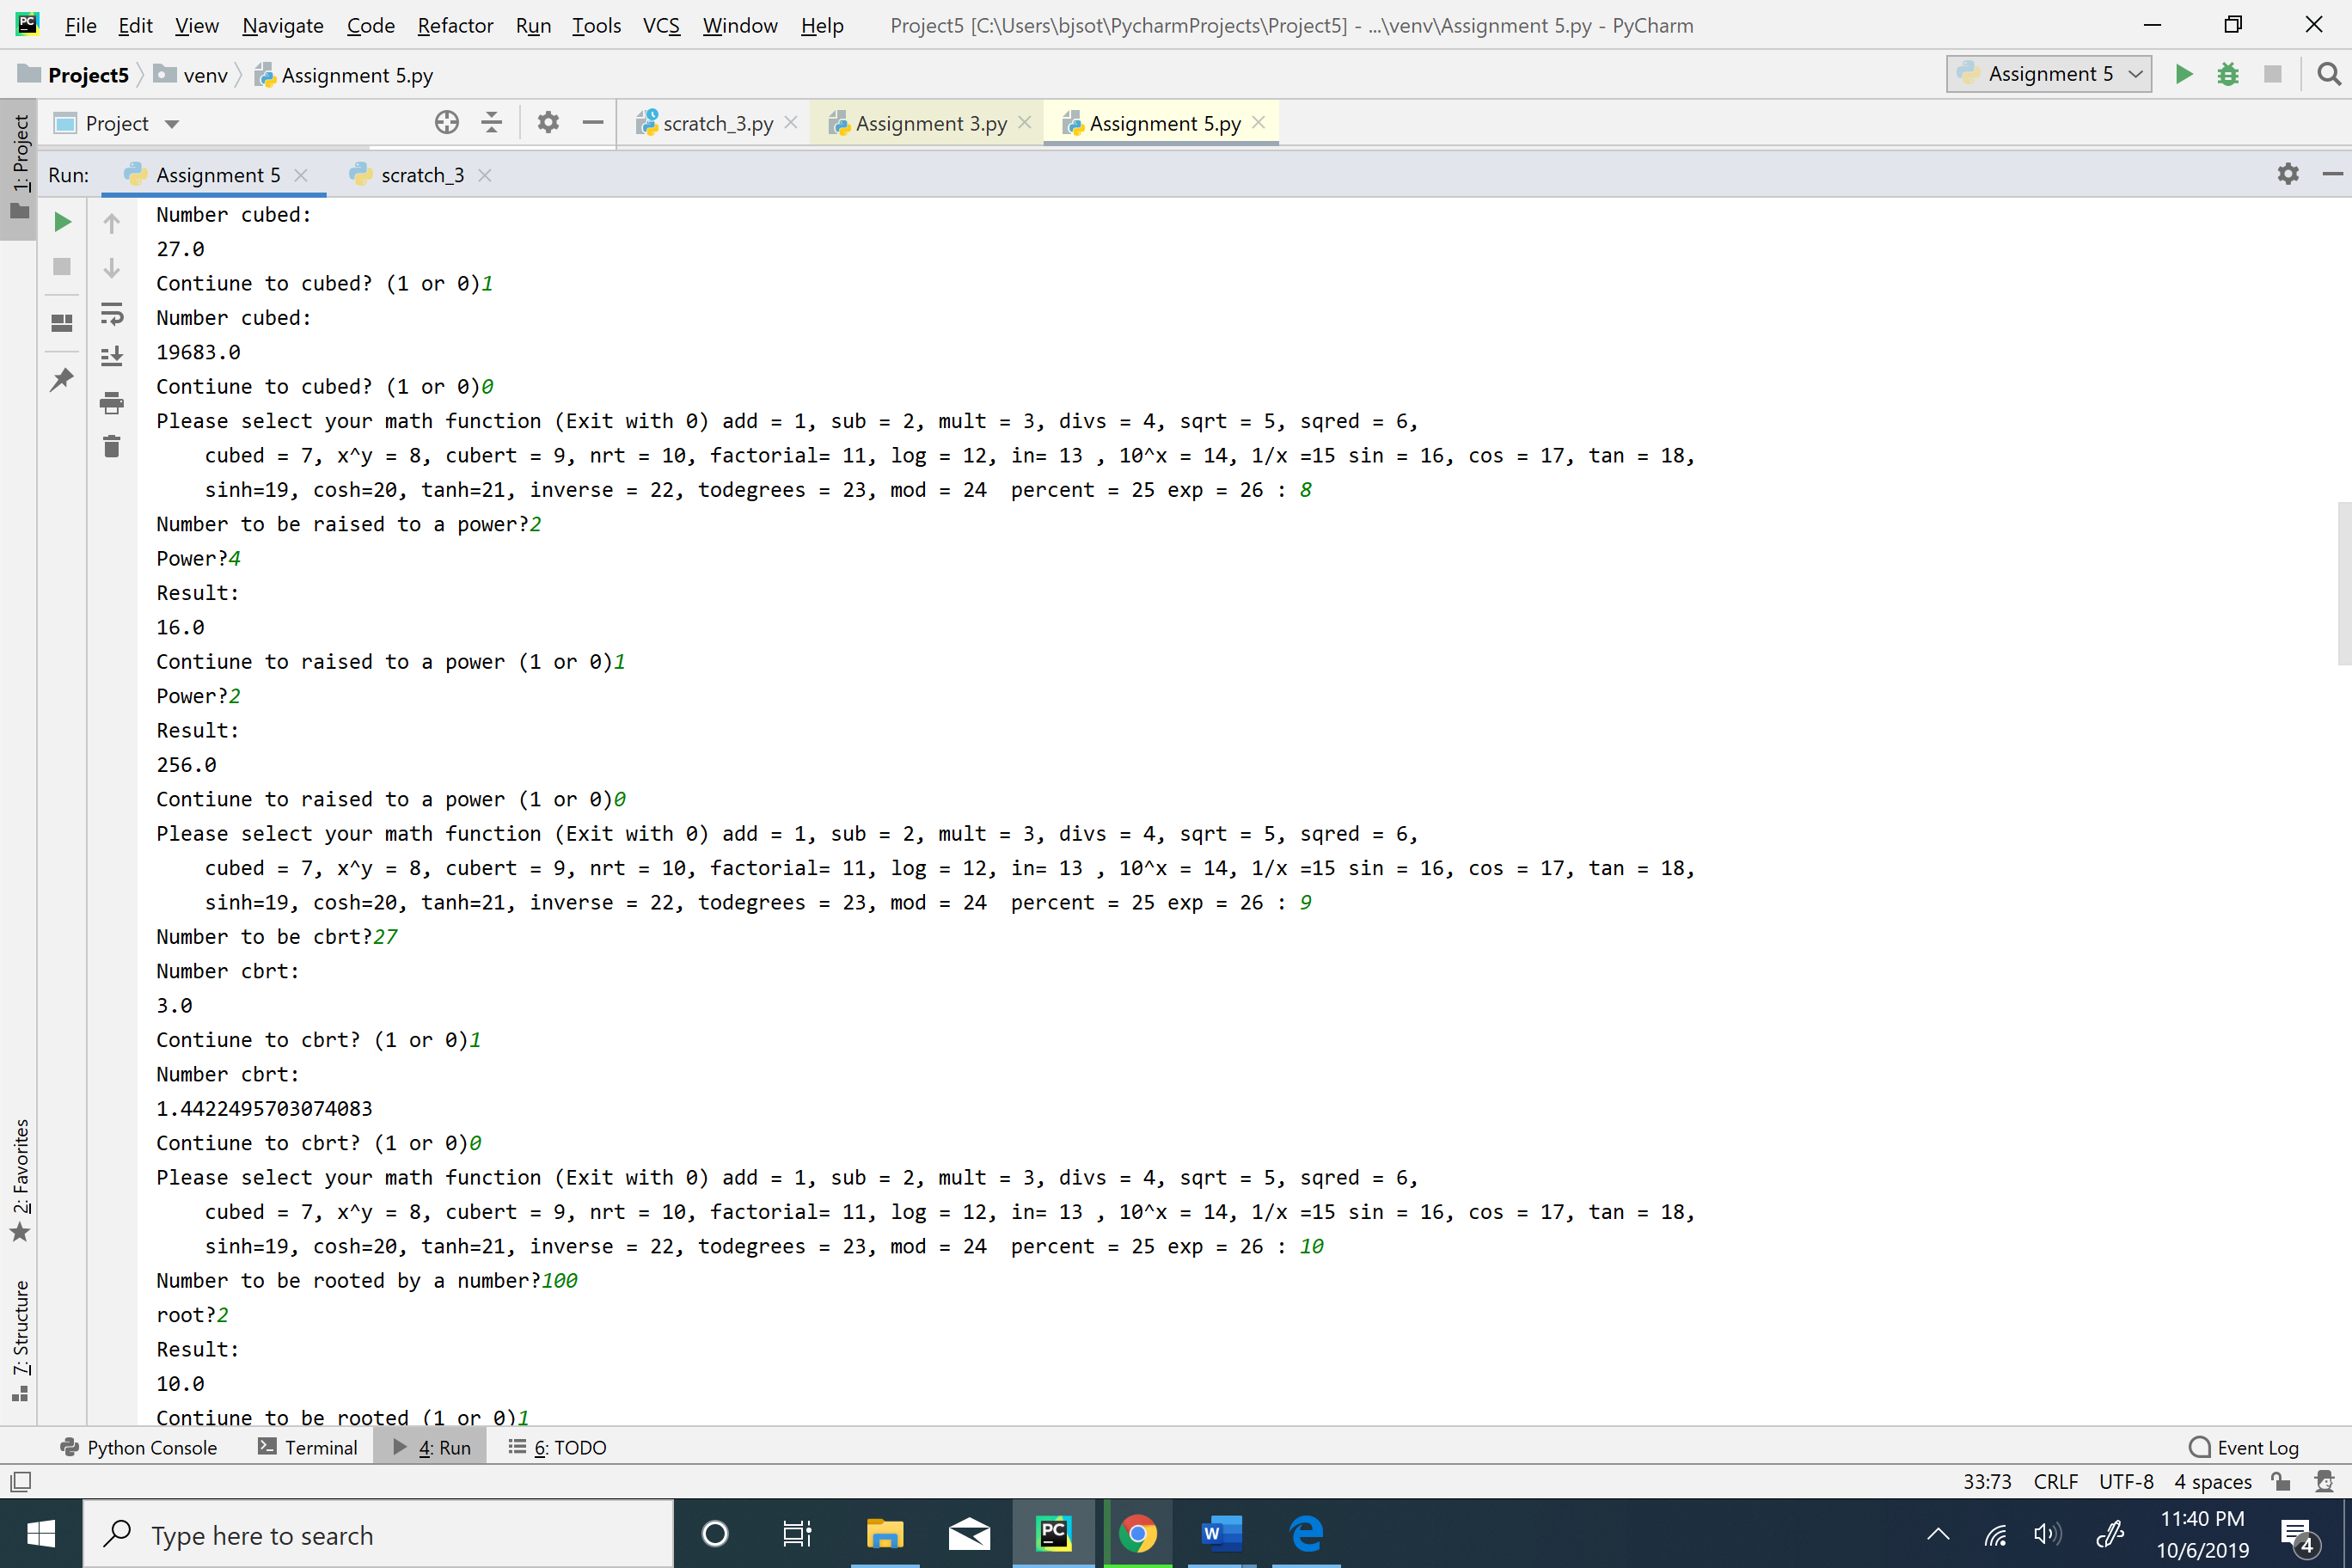 PC File Edit View Navigate Code Refactor Run Tools VCS Window Help Project5 [C:\Users\bjsot\PycharmProjects\Project5] - ...\venv\Assignment 5.py - PyCharm
Project5 venv Assignment 5.py Assignment 5
1: Project
Project scratch_3.py Assignment 3.py Assignment 5.py
Run: Assignment 5 scratch_3
Number cubed:
27.0
Contiune to cubed? (1 or 0)1
Number cubed:
19683.0
Contiune to cubed? (1 or 0)0
Please select your math function (Exit with 0) add = 1, sub = 2, mult = 3, divs = 4, sqrt = 5, sqred = 6,
    cubed = 7, x^y = 8, cubert = 9, nrt = 10, factorial= 11, log = 12, in= 13 , 10^x = 14, 1/x =15 sin = 16, cos = 17, tan = 18,
    sinh=19, cosh=20, tanh=21, inverse = 22, todegrees = 23, mod = 24  percent = 25 exp = 26 : 8
Number to be raised to a power?2
Power?4
Result:
16.0
Contiune to raised to a power (1 or 0)1
Power?2
Result:
256.0
Contiune to raised to a power (1 or 0)0
Please select your math function (Exit with 0) add = 1, sub = 2, mult = 3, divs = 4, sqrt = 5, sqred = 6,
    cubed = 7, x^y = 8, cubert = 9, nrt = 10, factorial= 11, log = 12, in= 13 , 10^x = 14, 1/x =15 sin = 16, cos = 17, tan = 18,
    sinh=19, cosh=20, tanh=21, inverse = 22, todegrees = 23, mod = 24  percent = 25 exp = 26 : 9
Number to be cbrt?27
Number cbrt:
3.0
Contiune to cbrt? (1 or 0)1
Number cbrt:
1.4422495703074083
Contiune to cbrt? (1 or 0)0
Please select your math function (Exit with 0) add = 1, sub = 2, mult = 3, divs = 4, sqrt = 5, sqred = 6,
    cubed = 7, x^y = 8, cubert = 9, nrt = 10, factorial= 11, log = 12, in= 13 , 10^x = 14, 1/x =15 sin = 16, cos = 17, tan = 18,
    sinh=19, cosh=20, tanh=21, inverse = 22, todegrees = 23, mod = 24  percent = 25 exp = 26 : 10
Number to be rooted by a number?100
root?2
Result:
10.0
Contiune to be rooted (1 or 0)1
2: Favorites
7: Structure
Python Console Terminal 4: Run 6: TODO Event Log
33:73 CRLF UTF-8 4 spaces
Type here to search PC W 11:40 PM
10/6/2019 4